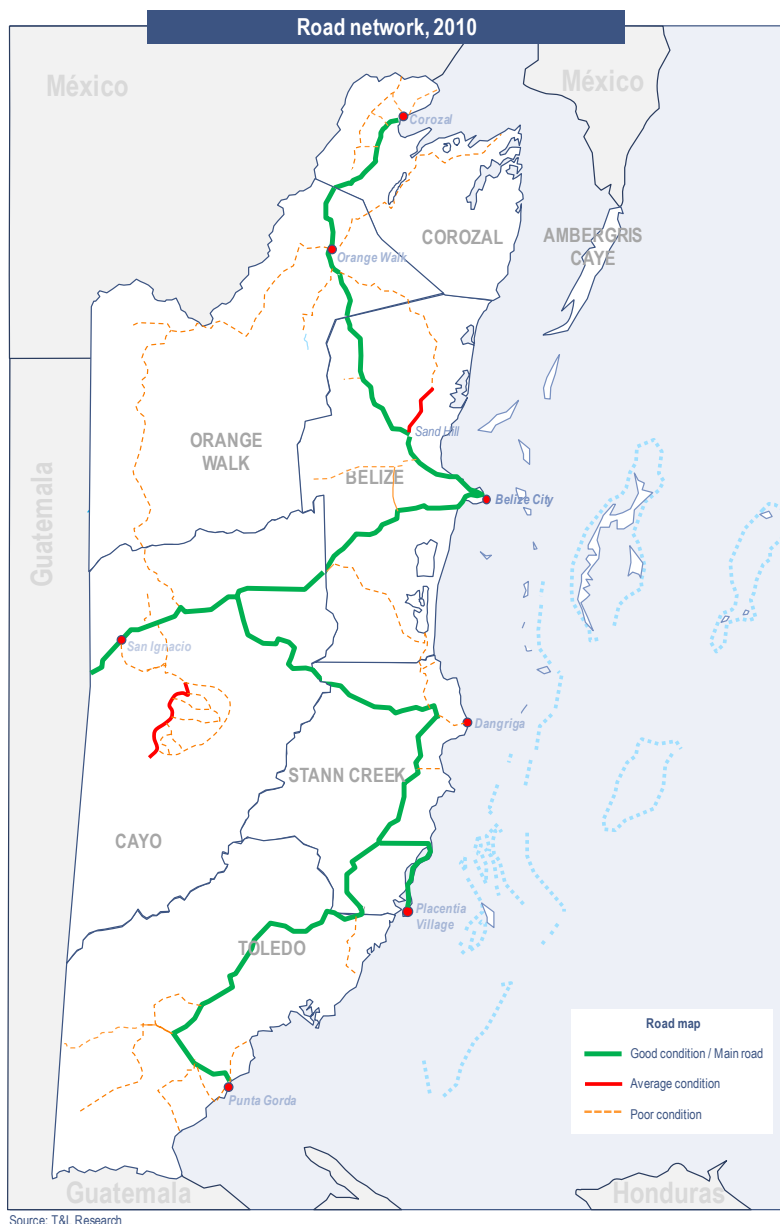 Road network, 2010
México
México
Corozal
COROZAL
AMBERGRIS
CAYE
Orange Walk
Guatemala
ORANGE
WALK
Sand Hill
BELIZE
Belize City
San Ignacio
Dangriga
STANN CREEK
CAYO
Placentia
Village
TOLEDO
Road map
Good condition / Main road
Average condition
Poor condition
Punta Gorda
Guatemala
Honduras
Source: T&L Research